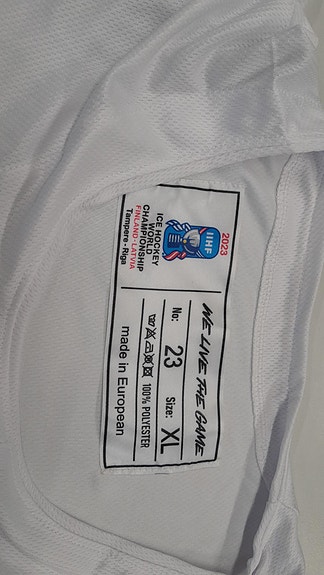 2023
IIHF
ICE HOCKEY
WORLD
CHAMPIONSHIP
FINLAND - LATVIA
Tampere - Riga
WE LIVE THE GAME
No: 23 Size: XL
100% POLYESTER
made in European